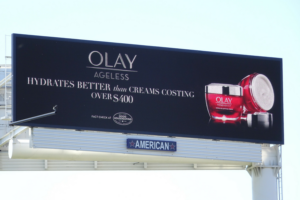 OLAY
AGELESS
HYDRATES BETTER than CREAMS COSTING
OVER $400
OLAY
AMERICAN